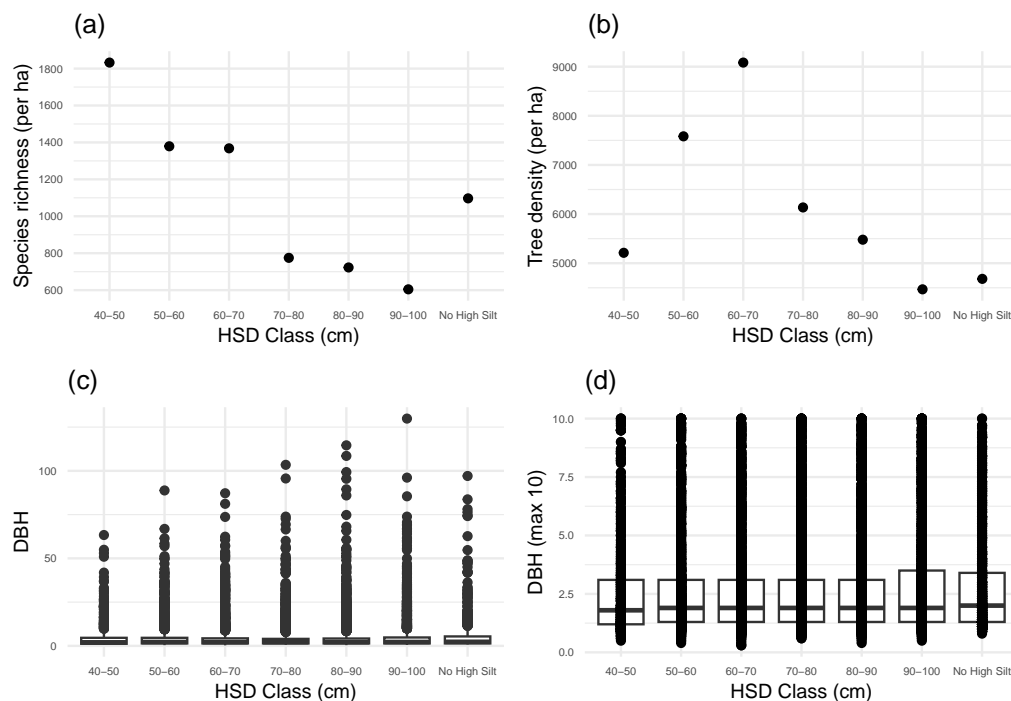 (a)
Species richness (per ha)
1800
1600
1400
1200
1000
800
600
40–50 50–60 60–70 70–80 80–90 90–100 No High Silt
HSD Class (cm)
(b)
Tree density (per ha)
9000
8000
7000
6000
5000
40–50 50–60 60–70 70–80 80–90 90–100 No High Silt
HSD Class (cm)
(c)
DBH
100
50
0
40–50 50–60 60–70 70–80 80–90 90–100 No High Silt
HSD Class (cm)
(d)
DBH (max 10)
10.0
7.5
5.0
2.5
0.0
40–50 50–60 60–70 70–80 80–90 90–100 No High Silt
HSD Class (cm)